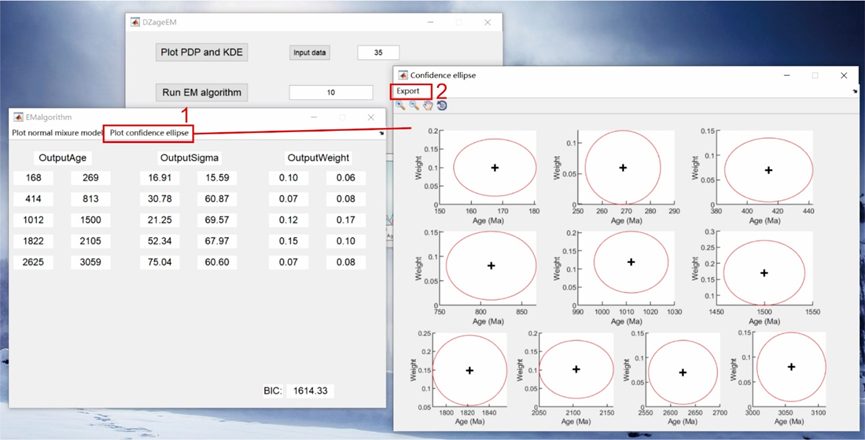 DZageEM
Plot PDP and KDE
Input data
35
Run EM algorithm
10
1
EMalgorithm
Plot normal mixure model
Plot confidence ellipse
OutputAge
OutputSigma
OutputWeight
168 269 16.91 15.59 0.10 0.06
414 813 30.78 60.87 0.07 0.08
1012 1500 21.25 69.57 0.12 0.17
1822 2105 52.34 67.97 0.15 0.10
2625 3059 75.04 60.60 0.07 0.08
BIC: 1614.33
Confidence ellipse
Export
2
0.2
0.15
0.1
0.05
0
Weight
150 160 170 180
Age (Ma)
0.1
0.05
0
Weight
250 260 270 280 290
Age (Ma)
0.15
0.1
0.05
0
Weight
380 400 420 440
Age (Ma)
0.15
0.1
0.05
0
Weight
750 800 850
Age (Ma)
0.2
0.15
0.1
0.05
0
Weight
990 1000 1010 1020 1030
Age (Ma)
0.3
0.2
0.1
0
Weight
1450 1500 1550
Age (Ma)
0.25
0.2
0.15
0.1
0.05
Weight
1800 1820 1840
Age (Ma)
0.2
0.15
0.1
0.05
0
Weight
2050 2100 2150
Age (Ma)
0.15
0.1
0.05
0
Weight
2550 2600 2650 2700
Age (Ma)
0.15
0.1
0.05
0
Weight
3000 3050 3100
Age (Ma)